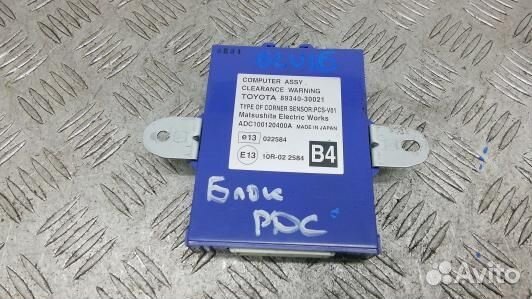 COMPUTER ASSY
CLEARANCE WARNING
TOYOTA 89340-30021
TYPE OF CORNER SENSOR:PCS-V01
Matsushita Electric Works
ADC100120400A MADE IN JAPAN
e13 022584
E13 10R-02 2584 B4
Блок
PDC
Avito